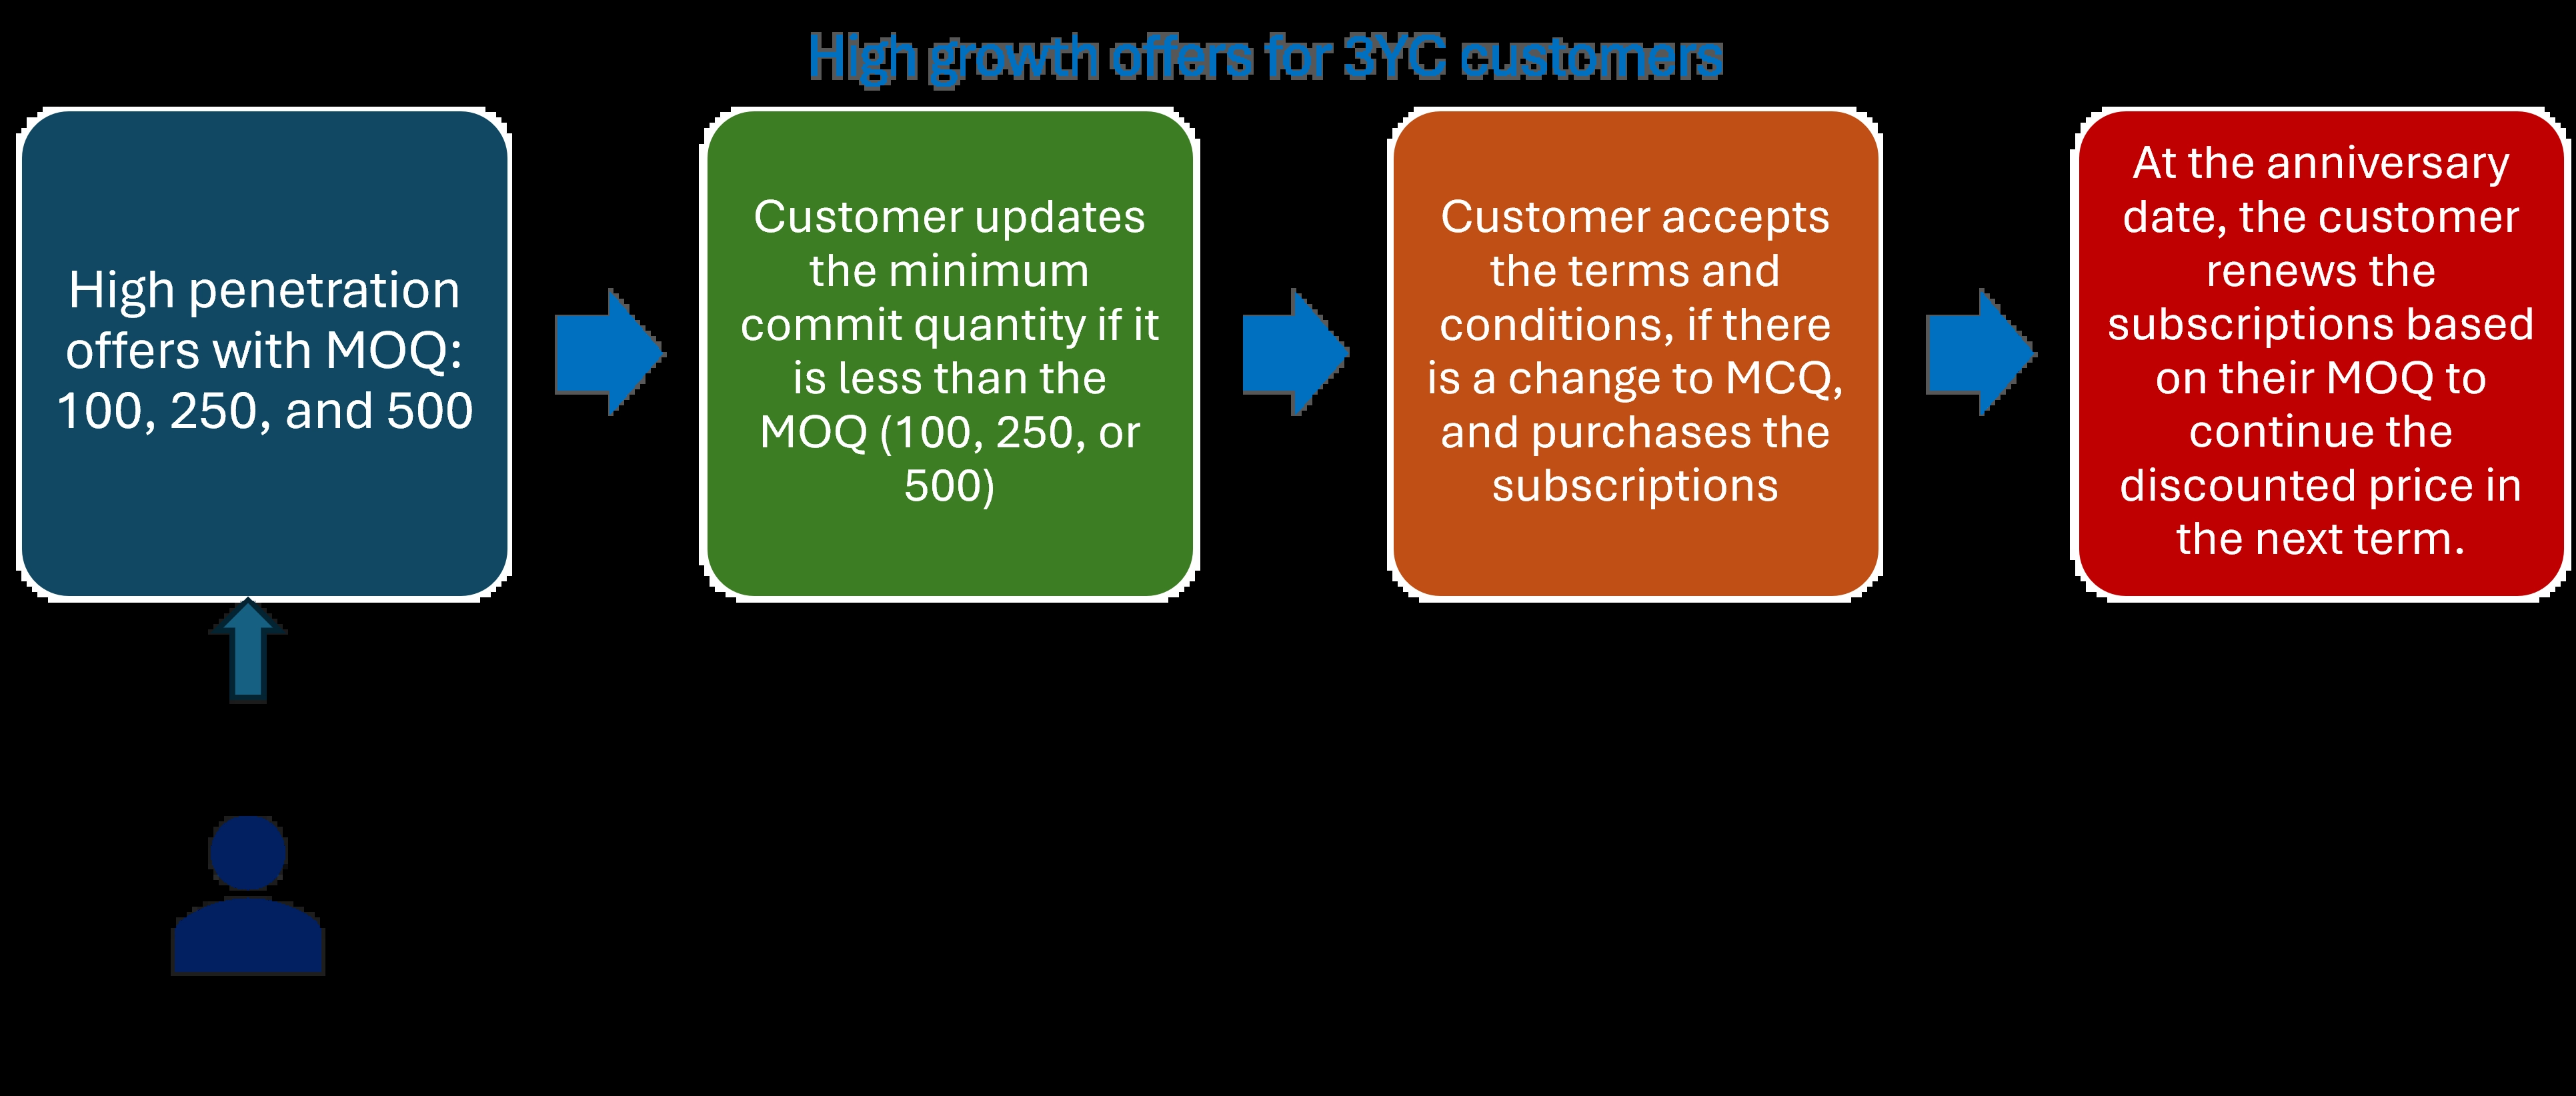 High growth offers for 3YC customers
High penetration
offers with MOQ:
100, 250, and 500
Customer updates
the minimum
commit quantity if it
is less than the
MOQ (100, 250, or
500)
Customer accepts
the terms and
conditions, if there
is a change to MCQ,
and purchases the
subscriptions
At the anniversary
date, the customer
renews the
subscriptions based
on their MOQ to
continue the
discounted price in
the next term.